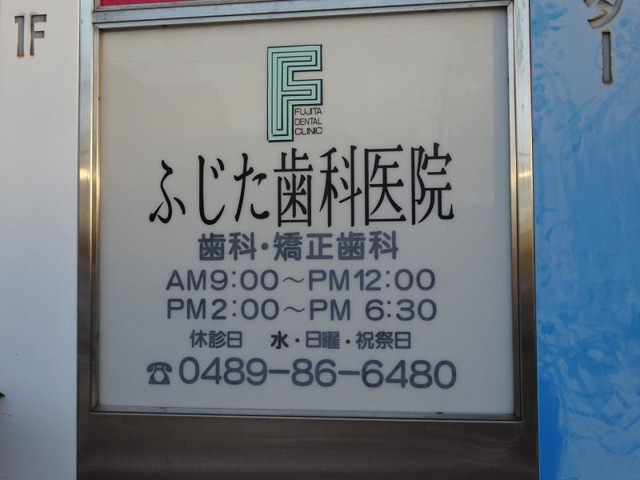 1F
ター
FUJITA
DENTAL
CLINIC
ふじた歯科医院
歯科・矯正歯科
AM9:00～PM12:00
PM2:00～PM 6:30
休診日 水・日曜・祝祭日
☎0489-86-6480